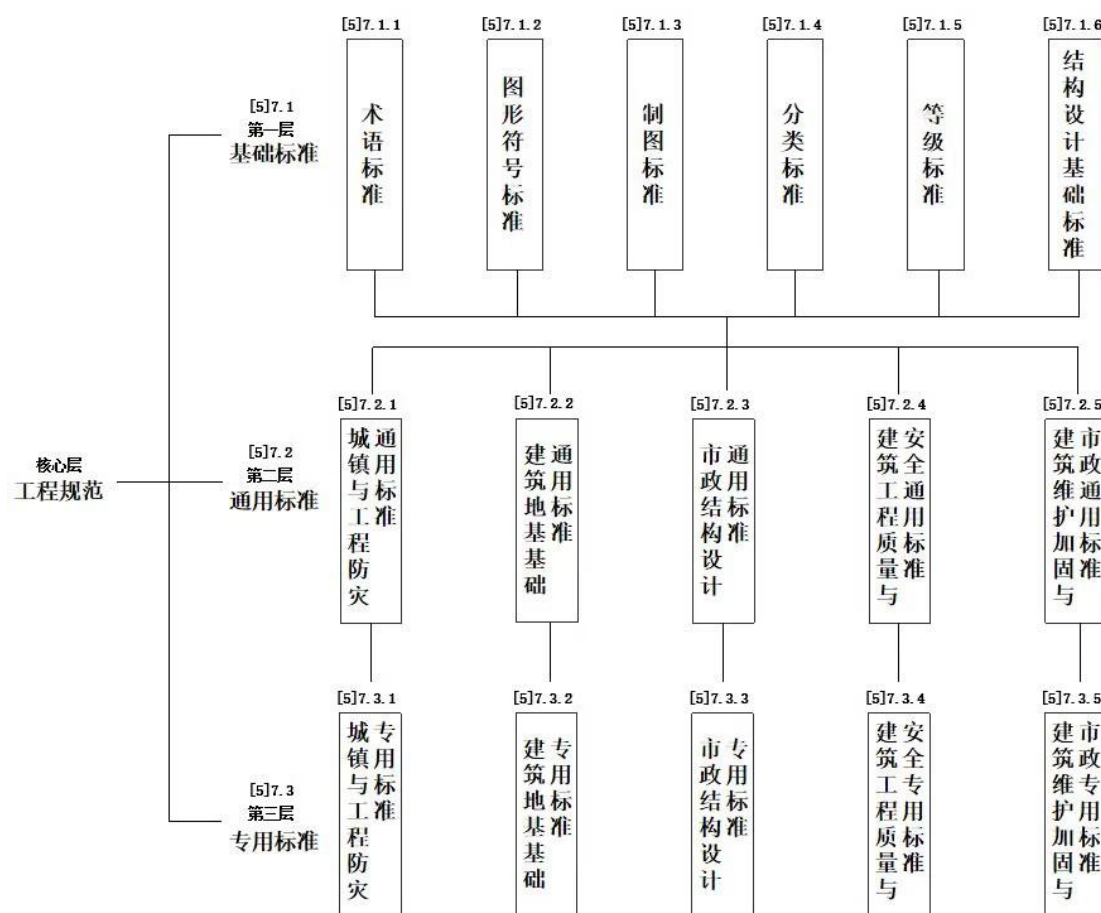 [5]7.1.1
术语标准
[5]7.1.2
图形符号标准
[5]7.1.3
制图标准
[5]7.1.4
分类标准
[5]7.1.5
等级标准
[5]7.1.6
结构设计基础标准
[5]7.1
第一层
基础标准
核心层
工程规范
[5]7.2
第二层
通用标准
[5]7.2.1
城镇与工程防灾
通用标准
[5]7.2.2
建筑地基基础
通用标准
[5]7.2.3
市政结构设计
通用标准
[5]7.2.4
建筑工程质量与
安全通用标准
[5]7.2.5
建筑维护加固与
市政通用标准
[5]7.3
第三层
专用标准
[5]7.3.1
城镇与工程防灾
专用标准
[5]7.3.2
建筑地基基础
专用标准
[5]7.3.3
市政结构设计
专用标准
[5]7.3.4
建筑工程质量与
安全专用标准
[5]7.3.5
建筑维护加固与
市政专用标准